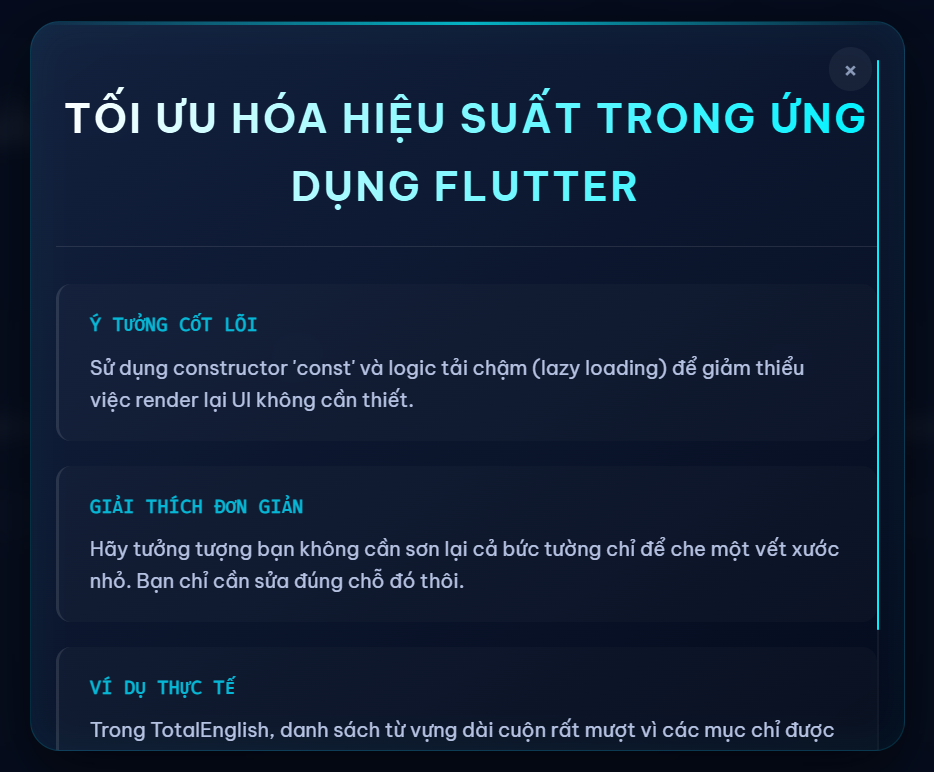 ×
TỐI ƯU HÓA HIỆU SUẤT TRONG ỨNG
DỤNG FLUTTER
Ý TƯỞNG CỐT LÕI
Sử dụng constructor 'const' và logic tải chậm (lazy loading) để giảm thiểu
việc render lại UI không cần thiết.
GIẢI THÍCH ĐƠN GIẢN
Hãy tưởng tượng bạn không cần sơn lại cả bức tường chỉ để che một vết xước
nhỏ. Bạn chỉ cần sửa đúng chỗ đó thôi.
VÍ DỤ THỰC TẾ
Trong TotalEnglish, danh sách từ vựng dài cuộn rất mượt vì các mục chỉ được